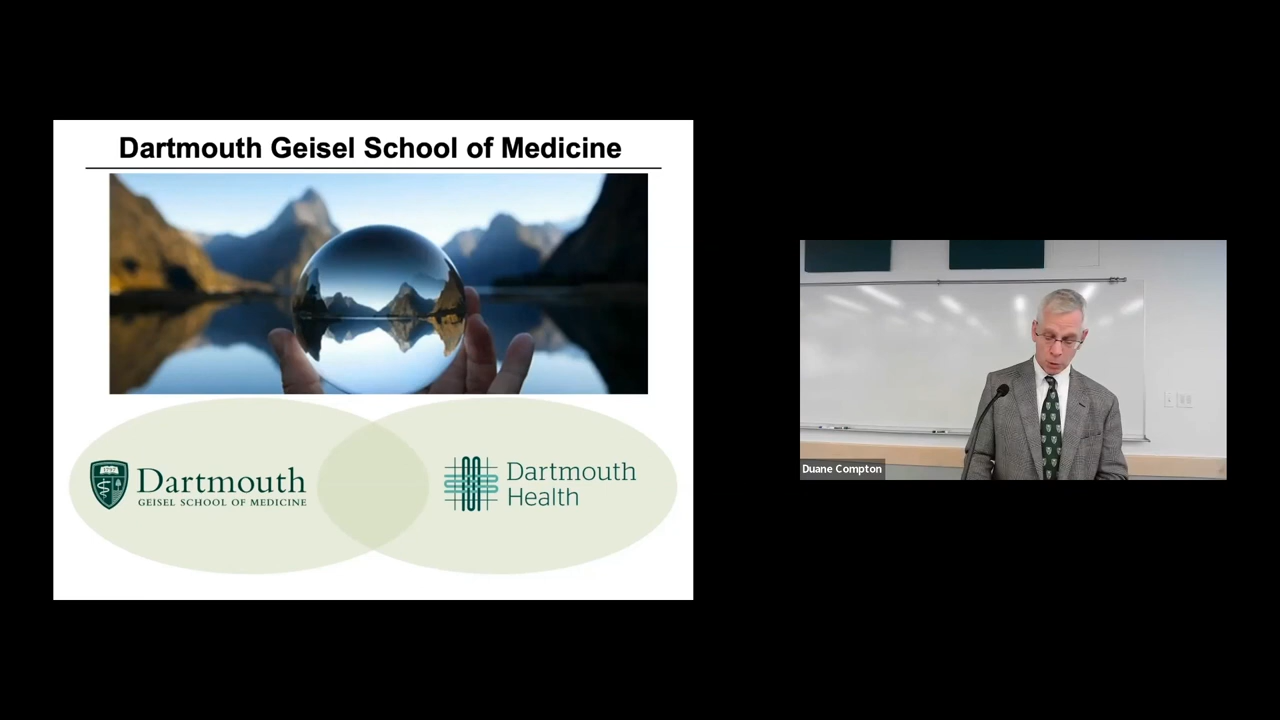 Dartmouth Geisel School of Medicine
Dartmouth
GEISEL SCHOOL OF MEDICINE
Dartmouth
Health
Duane Compton